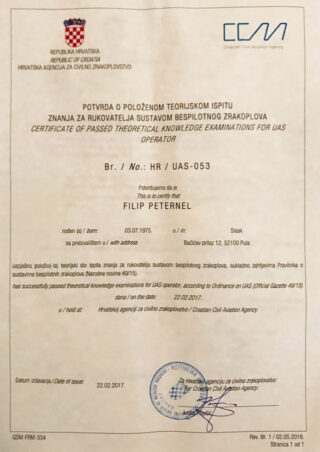 REPUBLIKA HRVATSKA
REPUBLIC OF CROATIA
HRVATSKA AGENCIJA ZA CIVILNO ZRAKOPLOVSTVO
CCAA
Croatian Civil Aviation Agency
POTVRDA O POLOŽENOM TEORIJSKOM ISPITU
ZNANJA ZA RUKOVATELJA SUSTAVOM BESPILOTNOG ZRAKOPLOVA
CERTIFICATE OF PASSED THEORETICAL KNOWLEDGE EXAMINATIONS FOR UAS
OPERATOR
Br. / No.: HR / UAS-053
Potvrđujemo da je
This is to certify that
FILIP PETERNEL
rođen (a) / born: 03.07.1975. u / in: Sisak
sa prebivalištem u / with address Bačićev prilaz 12, 52100 Pula
uspješno položio(la) teorijski dio ispita znanja za rukovatelja sustavom bespilotnog zrakoplova, sukladno zahtjevima Pravilnika o
sustavima bespilotnih zrakoplova (Narodne novine 49/15).
has successfully passed theoretical knowledge examinations for UAS operator, according to Ordinance on UAS (Official Gazette 49/15).
dana / on the date: 22.02.2017.
u / held at: Hrvatskoj agenciji za civilno zrakoplovstvo / Croatian Civil Aviation Agency.
Datum izdavanja / Date of issue: 22.02.2017.
Za Hrvatsku agenciju za civilno zrakoplovstvo
For Croatian Civil Aviation Agency:
QSM-FRM-334
Rev. Br. 1 / 02.05.2016.
Stranica 1 od 1